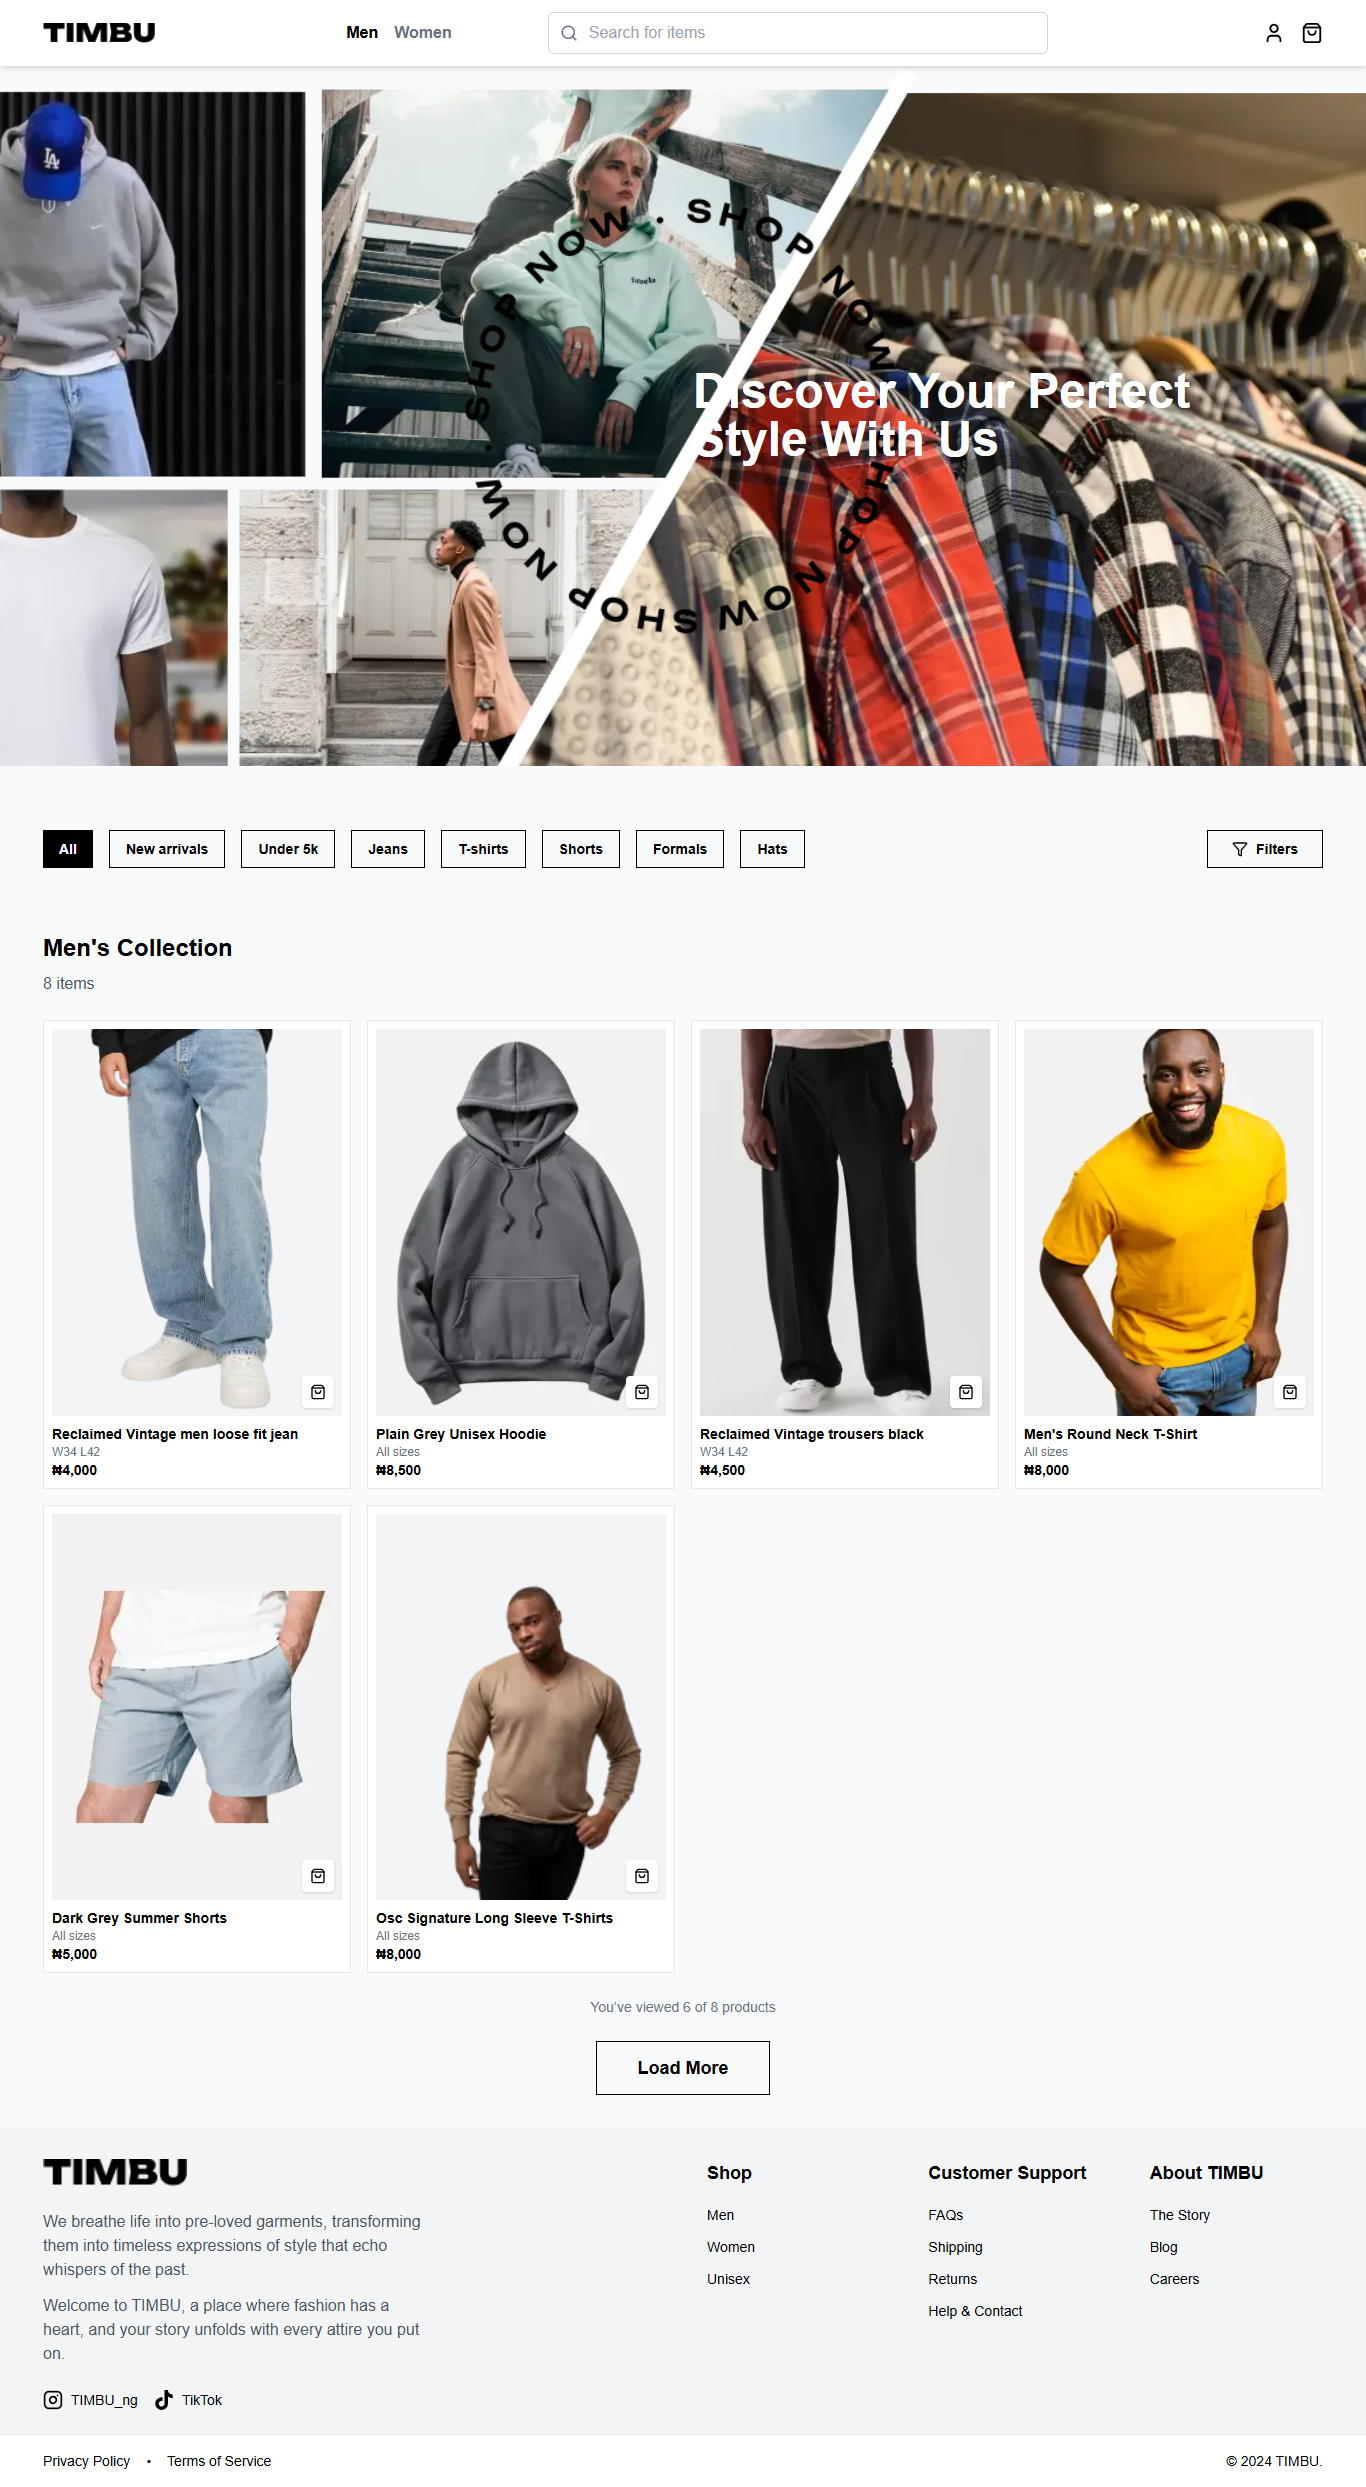 TIMBU
Men
Women
Search for items
LA
SHOP NOW . SHOP NOW
SHOP NOW SHOP NOW .
Discover Your Perfect
Style With Us
All
New arrivals
Under 5k
Jeans
T-shirts
Shorts
Formals
Hats
Filters
Men's Collection
8 items
Reclaimed Vintage men loose fit jean
W34 L42
₦4,000
Plain Grey Unisex Hoodie
All sizes
₦8,500
Reclaimed Vintage trousers black
W34 L42
₦4,500
Men's Round Neck T-Shirt
All sizes
₦8,000
Dark Grey Summer Shorts
All sizes
₦5,000
Osc Signature Long Sleeve T-Shirts
All sizes
₦8,000
You've viewed 6 of 8 products
Load More
TIMBU
We breathe life into pre-loved garments, transforming
them into timeless expressions of style that echo
whispers of the past.
Welcome to TIMBU, a place where fashion has a
heart, and your story unfolds with every attire you put
on.
TIMBU_ng
TikTok
Shop
Men
Women
Unisex
Customer Support
FAQs
Shipping
Returns
Help & Contact
About TIMBU
The Story
Blog
Careers
Privacy Policy • Terms of Service
© 2024 TIMBU.